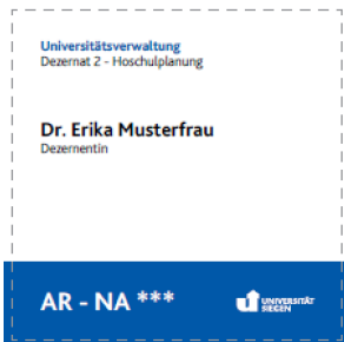 Universitätsverwaltung
Dezernat 2 - Hoschulplanung
Dr. Erika Musterfrau
Dezernentin
AR - NA ***
UNIVERSITÄT
SIEGEN